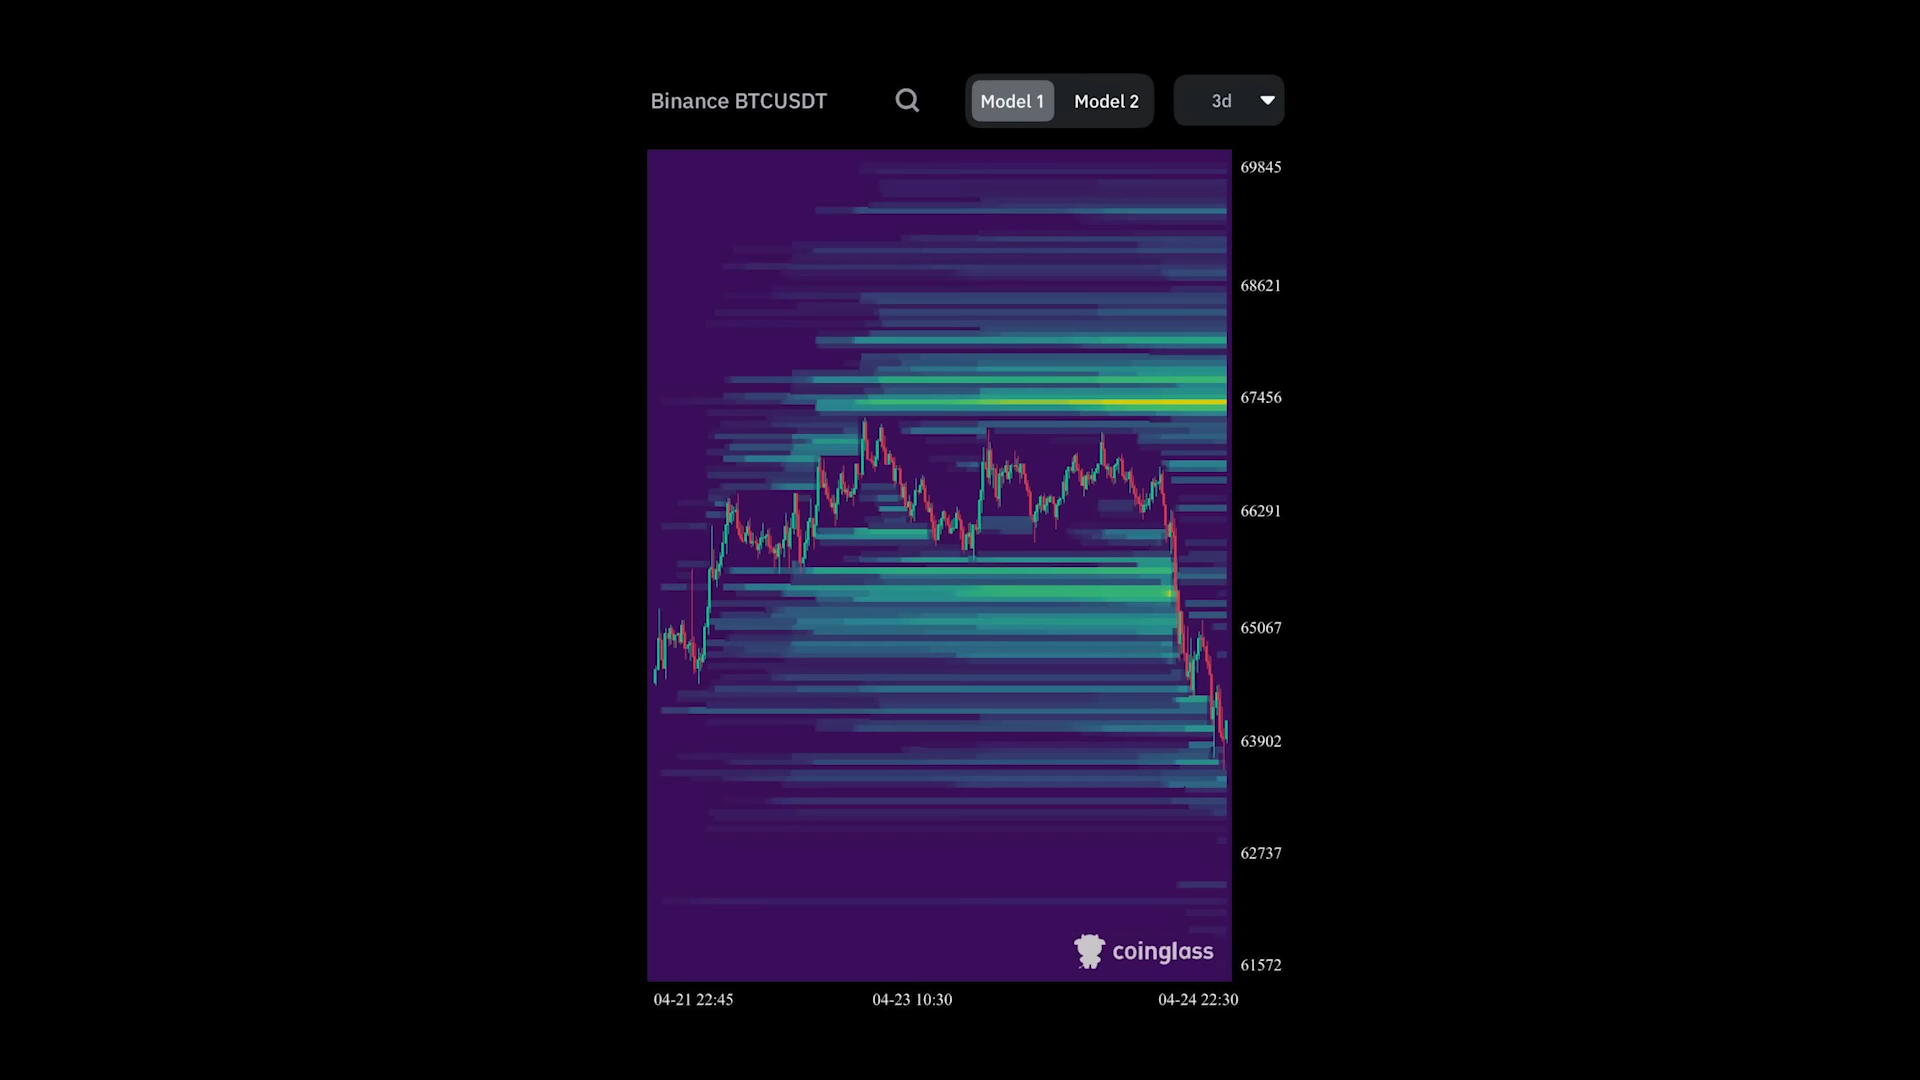 Binance BTCUSDT
Model 1
Model 2
3d
69845
68621
67456
66291
65067
63902
62737
61572
coinglass
04-21 22:45
04-23 10:30
04-24 22:30